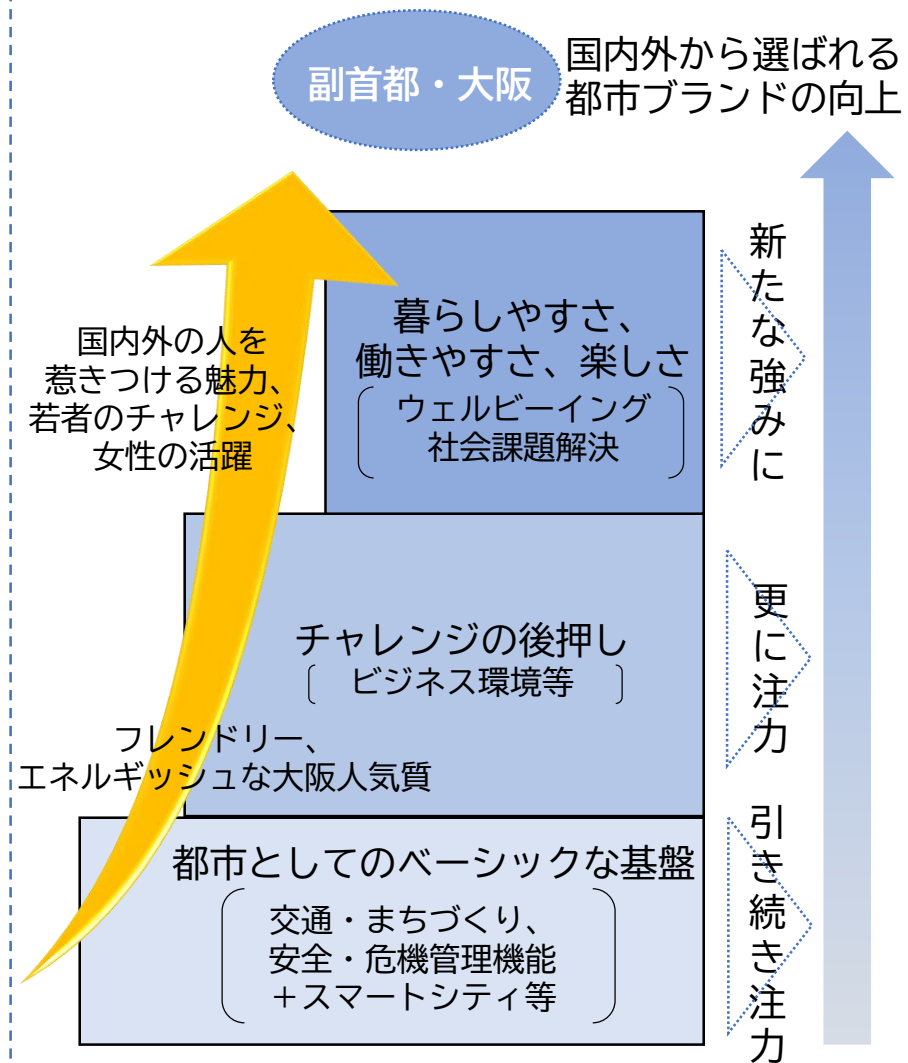 副首都・大阪
国内外から選ばれる
都市ブランドの向上
国内外の人を
惹きつける魅力、
若者のチャレンジ、
女性の活躍
暮らしやすさ、
働きやすさ、楽しさ
ウェルビーイング
社会課題解決
新たな強みに
チャレンジの後押し
ビジネス環境等
更に注力
フレンドリー、
エネルギッシュな大阪人気質
都市としてのベーシックな基盤
交通・まちづくり、
安全・危機管理機能
+スマートシティ等
引き続き注力